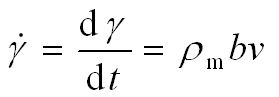 γ̇ = dγ/dt = ρ_m bv